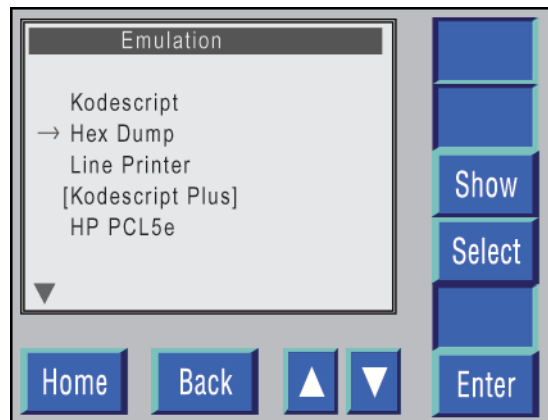 Emulation
Kodescript
→ Hex Dump
Line Printer
[Kodescript Plus]
HP PCL5e
Show
Select
Home
Back
Enter